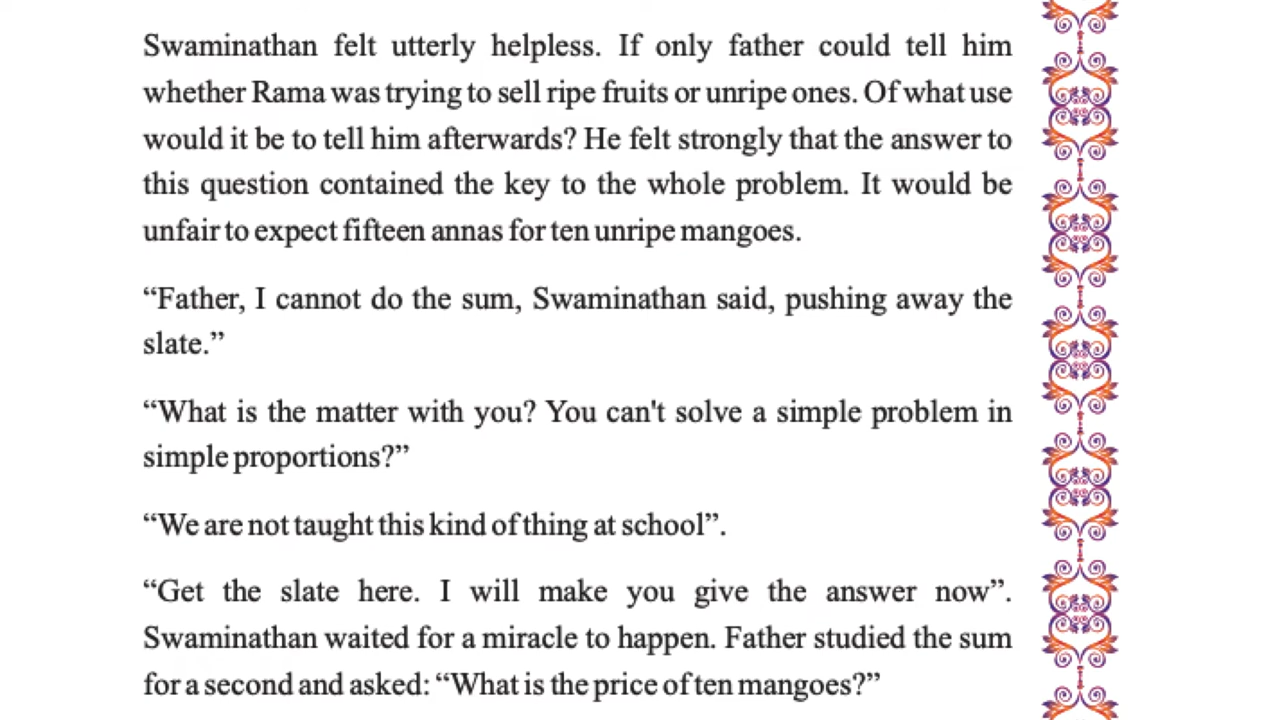 Swaminathan felt utterly helpless. If only father could tell him
whether Rama was trying to sell ripe fruits or unripe ones. Of what use
would it be to tell him afterwards? He felt strongly that the answer to
this question contained the key to the whole problem. It would be
unfair to expect fifteen annas for ten unripe mangoes.
“Father, I cannot do the sum, Swaminathan said, pushing away the
slate.”
“What is the matter with you? You can't solve a simple problem in
simple proportions?”
“We are not taught this kind of thing at school”.
“Get the slate here. I will make you give the answer now”.
Swaminathan waited for a miracle to happen. Father studied the sum
for a second and asked: “What is the price of ten mangoes?”